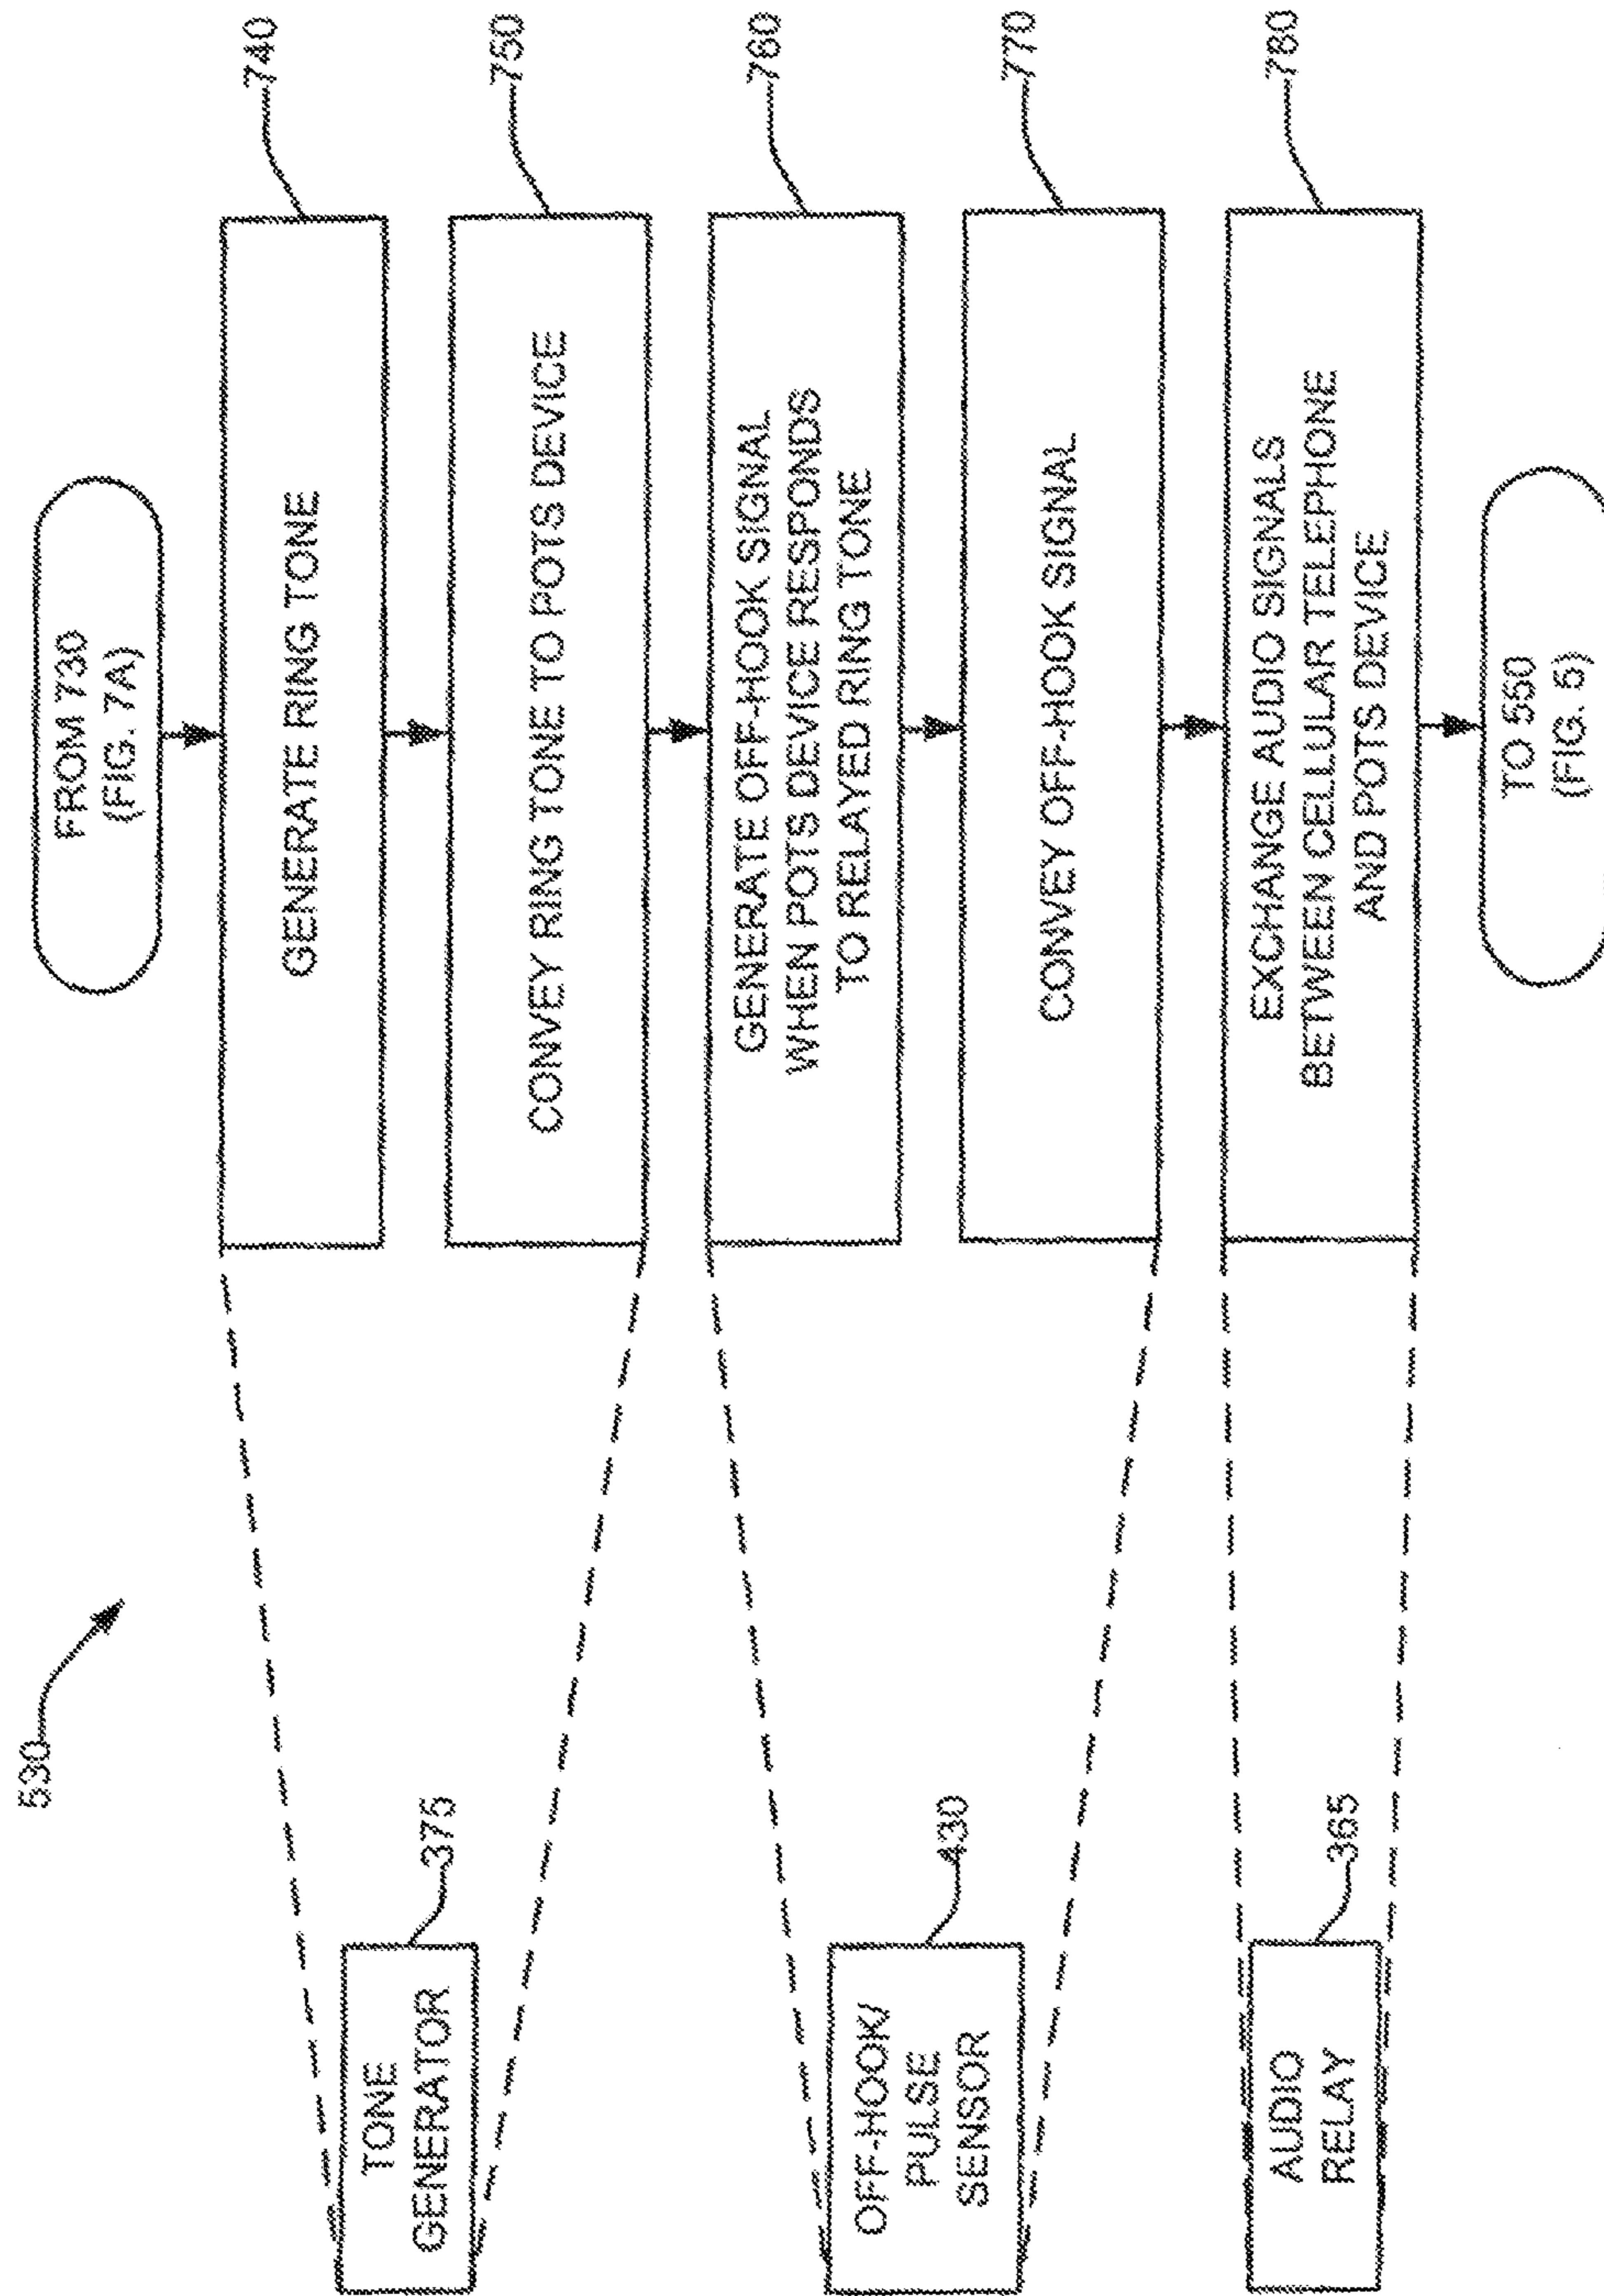 530
FROM 730
(FIG. 7A)
GENERATE RING TONE
740
CONVEY RING TONE TO POTS DEVICE
750
TONE
GENERATOR
375
GENERATE OFF-HOOK SIGNAL
WHEN POTS DEVICE RESPONDS
TO RELAYED RING TONE
760
CONVEY OFF-HOOK SIGNAL
770
OFF-HOOK/
PULSE
SENSOR
430
EXCHANGE AUDIO SIGNALS
BETWEEN CELLULAR TELEPHONE
AND POTS DEVICE
780
AUDIO
RELAY
365
TO 550
(FIG. 5)